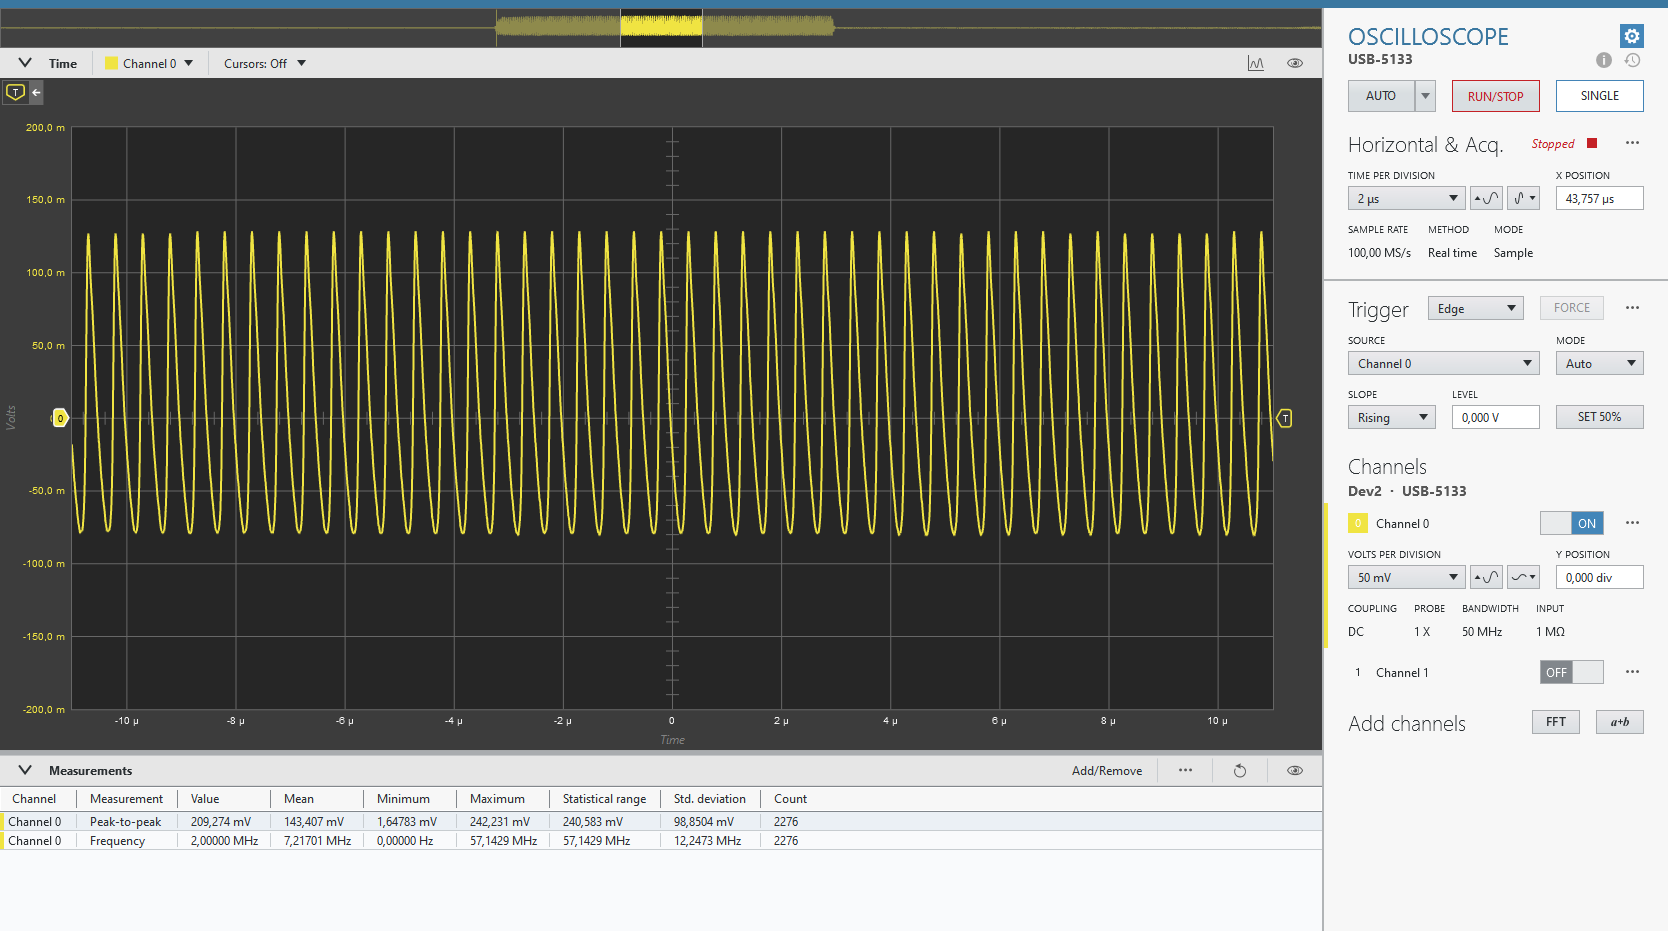 Time
Channel 0
Cursors: Off
T
200,0 m
150,0 m
100,0 m
50,0 m
0
-50,0 m
-100,0 m
-150,0 m
-200,0 m
Volts
T
-10 µ
-8 µ
-6 µ
-4 µ
-2 µ
0
2 µ
4 µ
6 µ
8 µ
10 µ
Time
Measurements
Add/Remove
Channel Measurement Value Mean Minimum Maximum Statistical range Std. deviation Count
Channel 0 Peak-to-peak 209,274 mV 143,407 mV 1,64783 mV 242,231 mV 240,583 mV 98,8504 mV 2276
Channel 0 Frequency 2,00000 MHz 7,21701 MHz 0,00000 Hz 57,1429 MHz 57,1429 MHz 12,2473 MHz 2276
OSCILLOSCOPE
USB-5133
AUTO RUN/STOP SINGLE
Horizontal & Acq. Stopped
TIME PER DIVISION X POSITION
2 µs 43,757 µs
SAMPLE RATE METHOD MODE
100,00 MS/s Real time Sample
Trigger Edge FORCE
SOURCE MODE
Channel 0 Auto
SLOPE LEVEL
Rising 0,000 V SET 50%
Channels
Dev2 · USB-5133
0 Channel 0 ON
VOLTS PER DIVISION Y POSITION
50 mV 0,000 div
COUPLING PROBE BANDWIDTH INPUT
DC 1 X 50 MHz 1 MΩ
1 Channel 1 OFF
Add channels FFT a+b